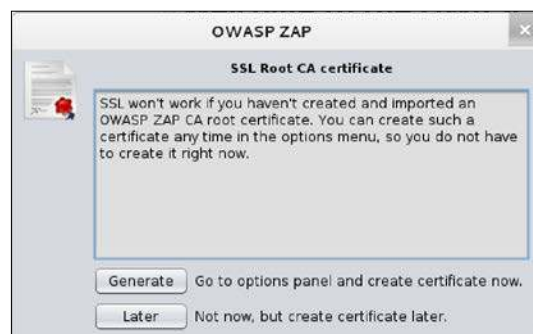 OWASP ZAP
SSL Root CA certificate
SSL won't work if you haven't created and imported an
OWASP ZAP CA root certificate. You can create such a
certificate any time in the options menu, so you do not have
to create it right now.
Generate Go to options panel and create certificate now.
Later Not now, but create certificate later.